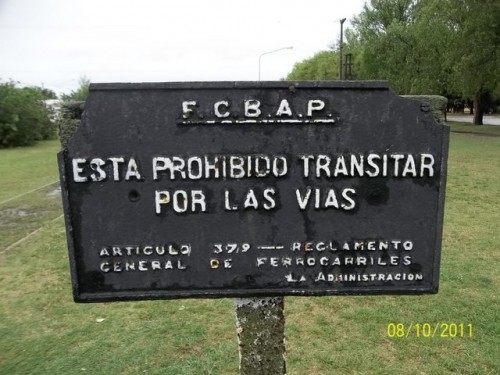 F.C.B.A.P.
ESTA PROHIBIDO TRANSITAR
POR LAS VIAS
ARTICULO 379 — REGLAMENTO
GENERAL DE FERROCARRILES
LA ADMINISTRACION
08/10/2011